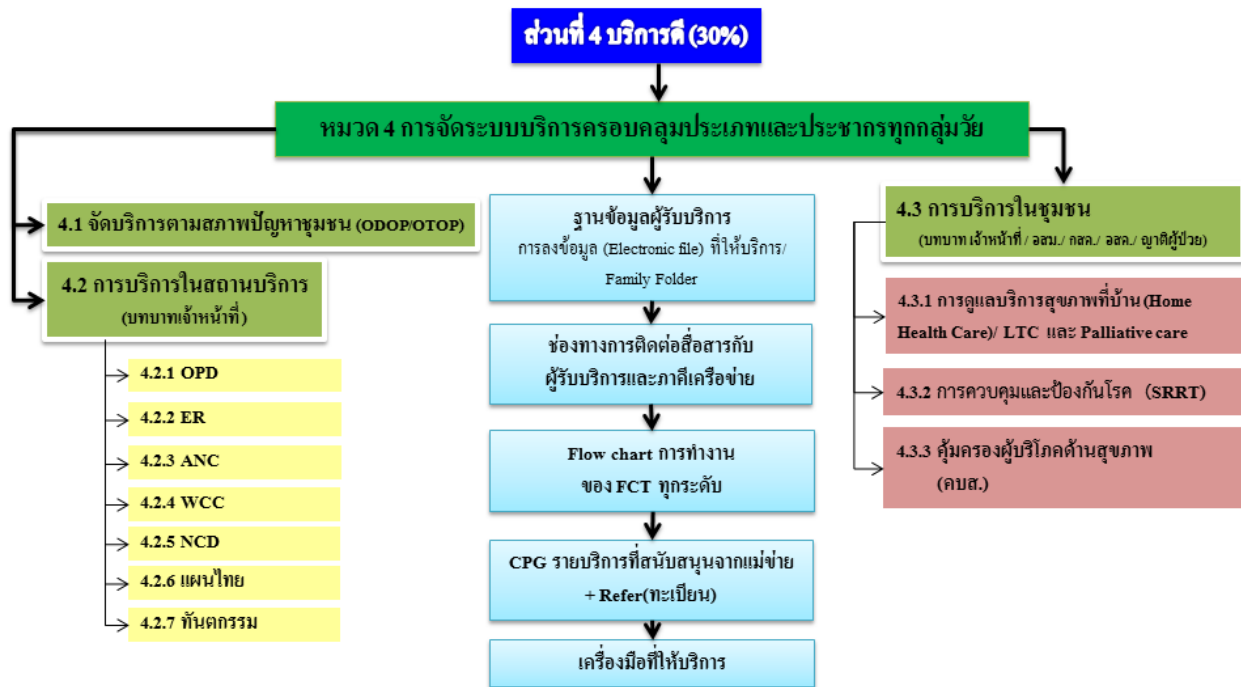 ส่วนที่ 4 บริการดี (30%)
หมวด 4 การจัดระบบบริการครอบคลุมประเภทและประชากรทุกกลุ่มวัย
4.1 จัดบริการตามสภาพปัญหาชุมชน (ODOP/OTOP)
4.2 การบริการในสถานบริการ
(บทบาทเจ้าหน้าที่)
4.2.1 OPD
4.2.2 ER
4.2.3 ANC
4.2.4 WCC
4.2.5 NCD
4.2.6 แผนไทย
4.2.7 ทันตกรรม
ฐานข้อมูลผู้รับบริการ
การลงข้อมูล (Electronic file) ที่ให้บริการ/
Family Folder
ช่องทางการติดต่อสื่อสารกับ
ผู้รับบริการและภาคีเครือข่าย
Flow chart การทำงาน
ของ FCT ทุกระดับ
CPG รายบริการที่สนับสนุนจากแม่ข่าย
+ Refer(ทะเบียน)
เครื่องมือที่ให้บริการ
4.3 การบริการในชุมชน
(บทบาท เจ้าหน้าที่ / อสม./ กสค./ อสค./ ญาติผู้ป่วย)
4.3.1 การดูแลบริการสุขภาพที่บ้าน (Home
Health Care)/ LTC และ Palliative care
4.3.2 การควบคุมและป้องกันโรค (SRRT)
4.3.3 คุ้มครองผู้บริโภคด้านสุขภาพ
(คบส.)